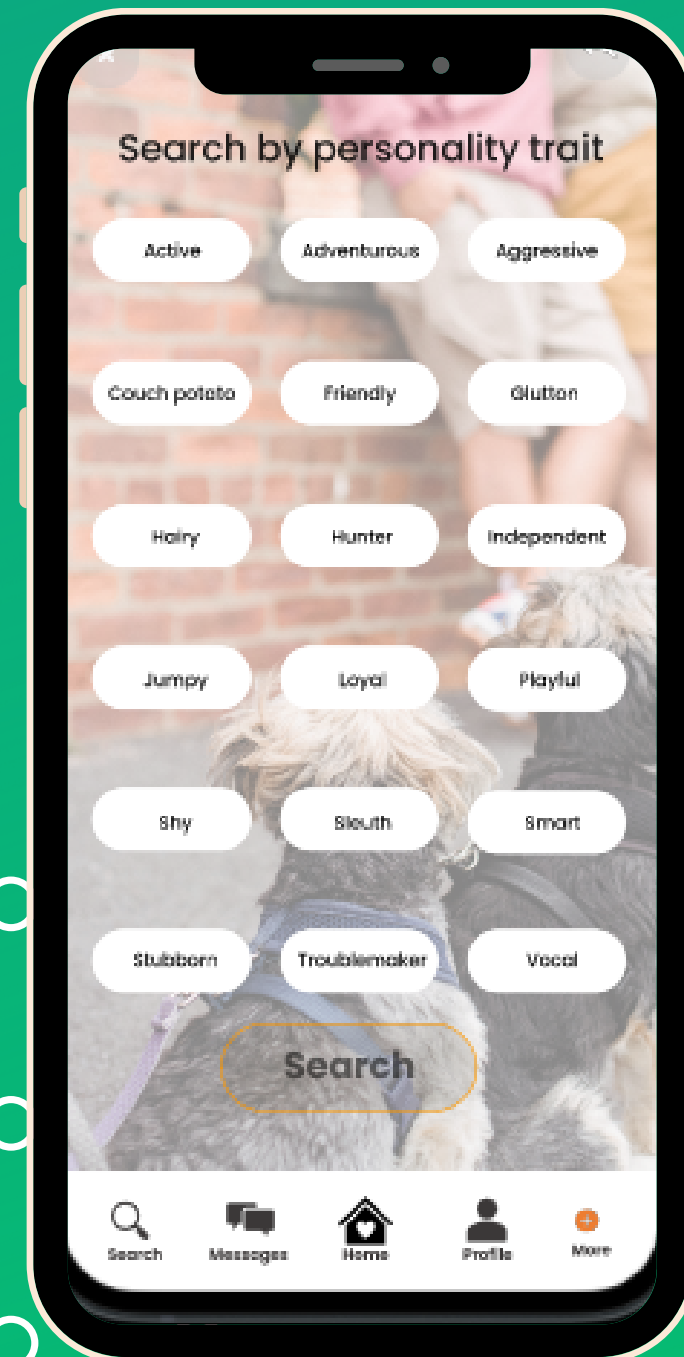 Search by personality trait
Active Adventurous Aggressive
Couch potato Friendly Glutton
Hairy Hunter Independent
Jumpy Loyal Playful
Shy Sleuth Smart
Stubborn Troublemaker Vocal
Search
Search Messages Home Profile More